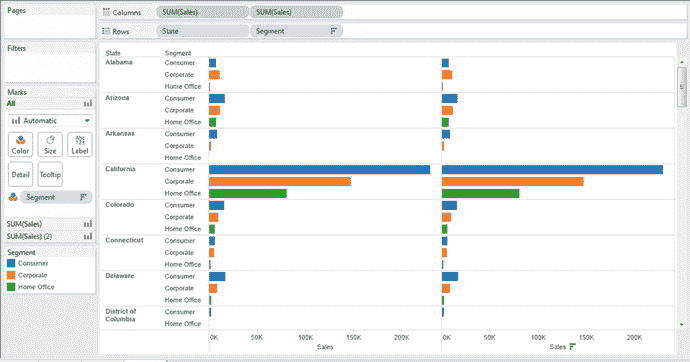 Pages
Columns SUM(Sales) SUM(Sales)
Rows State Segment
Filters
State Segment
Alabama Consumer
Corporate
Home Office
Marks
All
Arizona Consumer
Corporate
Home Office
Automatic
Arkansas Consumer
Corporate
Home Office
Color Size Label
Abc
123
Detail Tooltip
California Consumer
Corporate
Home Office
Segment
Colorado Consumer
Corporate
Home Office
SUM(Sales)
SUM(Sales) (2)
Connecticut Consumer
Corporate
Home Office
Segment
Consumer
Corporate
Home Office
Delaware Consumer
Corporate
Home Office
District of Consumer
Columbia Home Office
0K 50K 100K 150K 200K 0K 50K 100K 150K 200K
Sales Sales